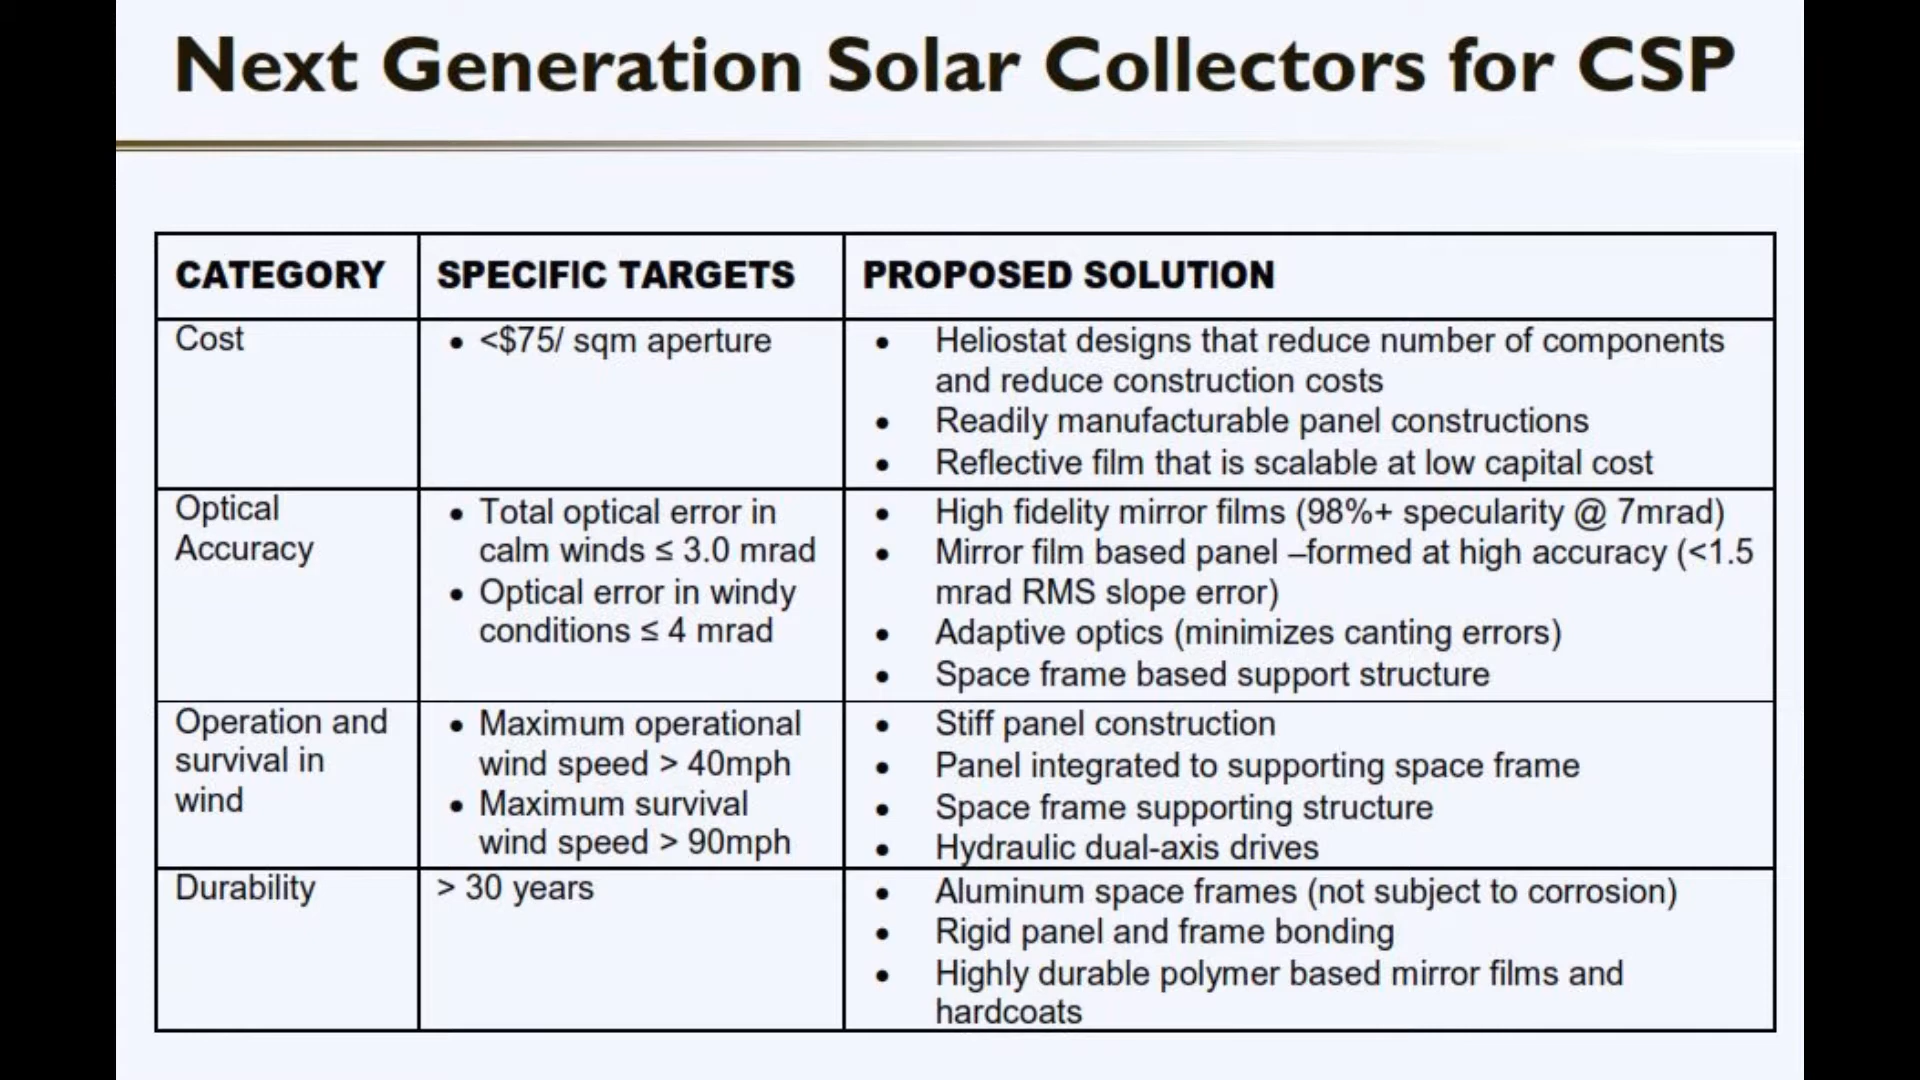 Next Generation Solar Collectors for CSP
CATEGORY
SPECIFIC TARGETS
PROPOSED SOLUTION
Cost
• <$75/ sqm aperture
• Heliostat designs that reduce number of components
and reduce construction costs
• Readily manufacturable panel constructions
• Reflective film that is scalable at low capital cost
Optical
Accuracy
• Total optical error in
calm winds ≤ 3.0 mrad
• Optical error in windy
conditions ≤ 4 mrad
• High fidelity mirror films (98%+ specularity @ 7mrad)
• Mirror film based panel –formed at high accuracy (<1.5
mrad RMS slope error)
• Adaptive optics (minimizes canting errors)
• Space frame based support structure
Operation and
survival in
wind
• Maximum operational
wind speed > 40mph
• Maximum survival
wind speed > 90mph
• Stiff panel construction
• Panel integrated to supporting space frame
• Space frame supporting structure
• Hydraulic dual-axis drives
Durability
> 30 years
• Aluminum space frames (not subject to corrosion)
• Rigid panel and frame bonding
• Highly durable polymer based mirror films and
hardcoats